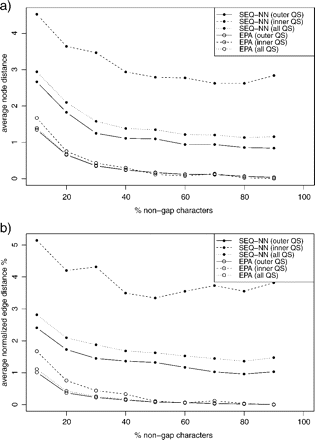 a)
average node distance
5
4
3
2
1
0
SEQ-NN (outer QS)
SEQ-NN (inner QS)
SEQ-NN (all QS)
EPA (outer QS)
EPA (inner QS)
EPA (all QS)
0 20 40 60 80 100
% non-gap characters
b)
average normalized edge distance %
5
4
3
2
1
0
SEQ-NN (outer QS)
SEQ-NN (inner QS)
SEQ-NN (all QS)
EPA (outer QS)
EPA (inner QS)
EPA (all QS)
0 20 40 60 80 100
% non-gap characters